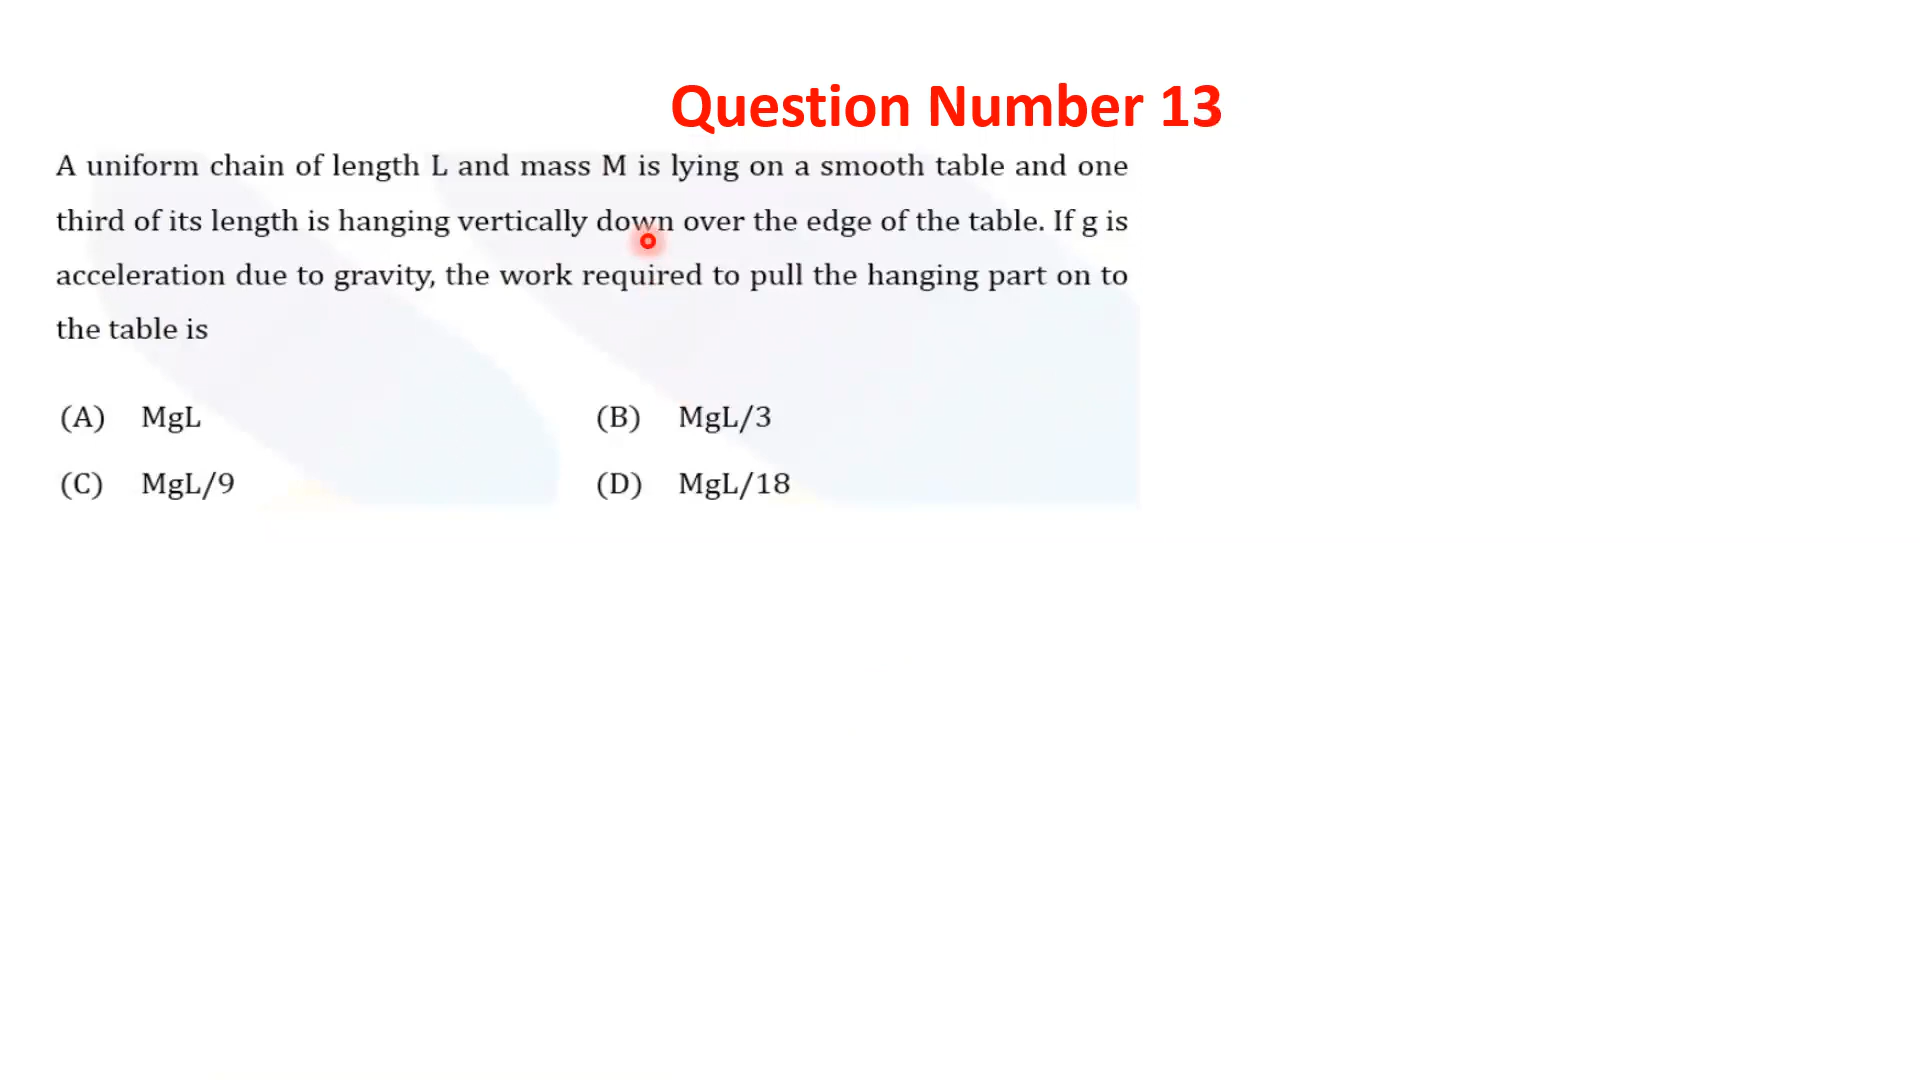 Question Number 13
A uniform chain of length L and mass M is lying on a smooth table and one
third of its length is hanging vertically down over the edge of the table. If g is
acceleration due to gravity, the work required to pull the hanging part on to
the table is
(A) MgL (B) MgL/3
(C) MgL/9 (D) MgL/18